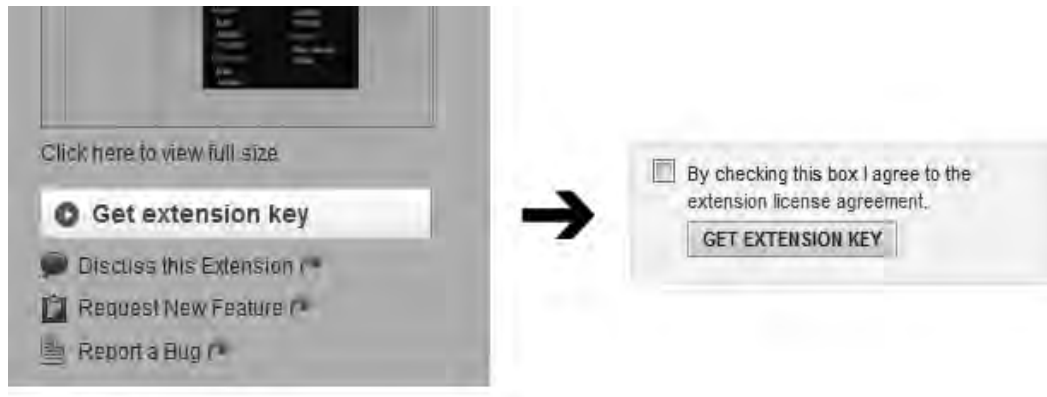 Click here to view full size
Get extension key
Discuss this Extension
Request New Feature
Report a Bug
By checking this box I agree to the
extension license agreement.
GET EXTENSION KEY